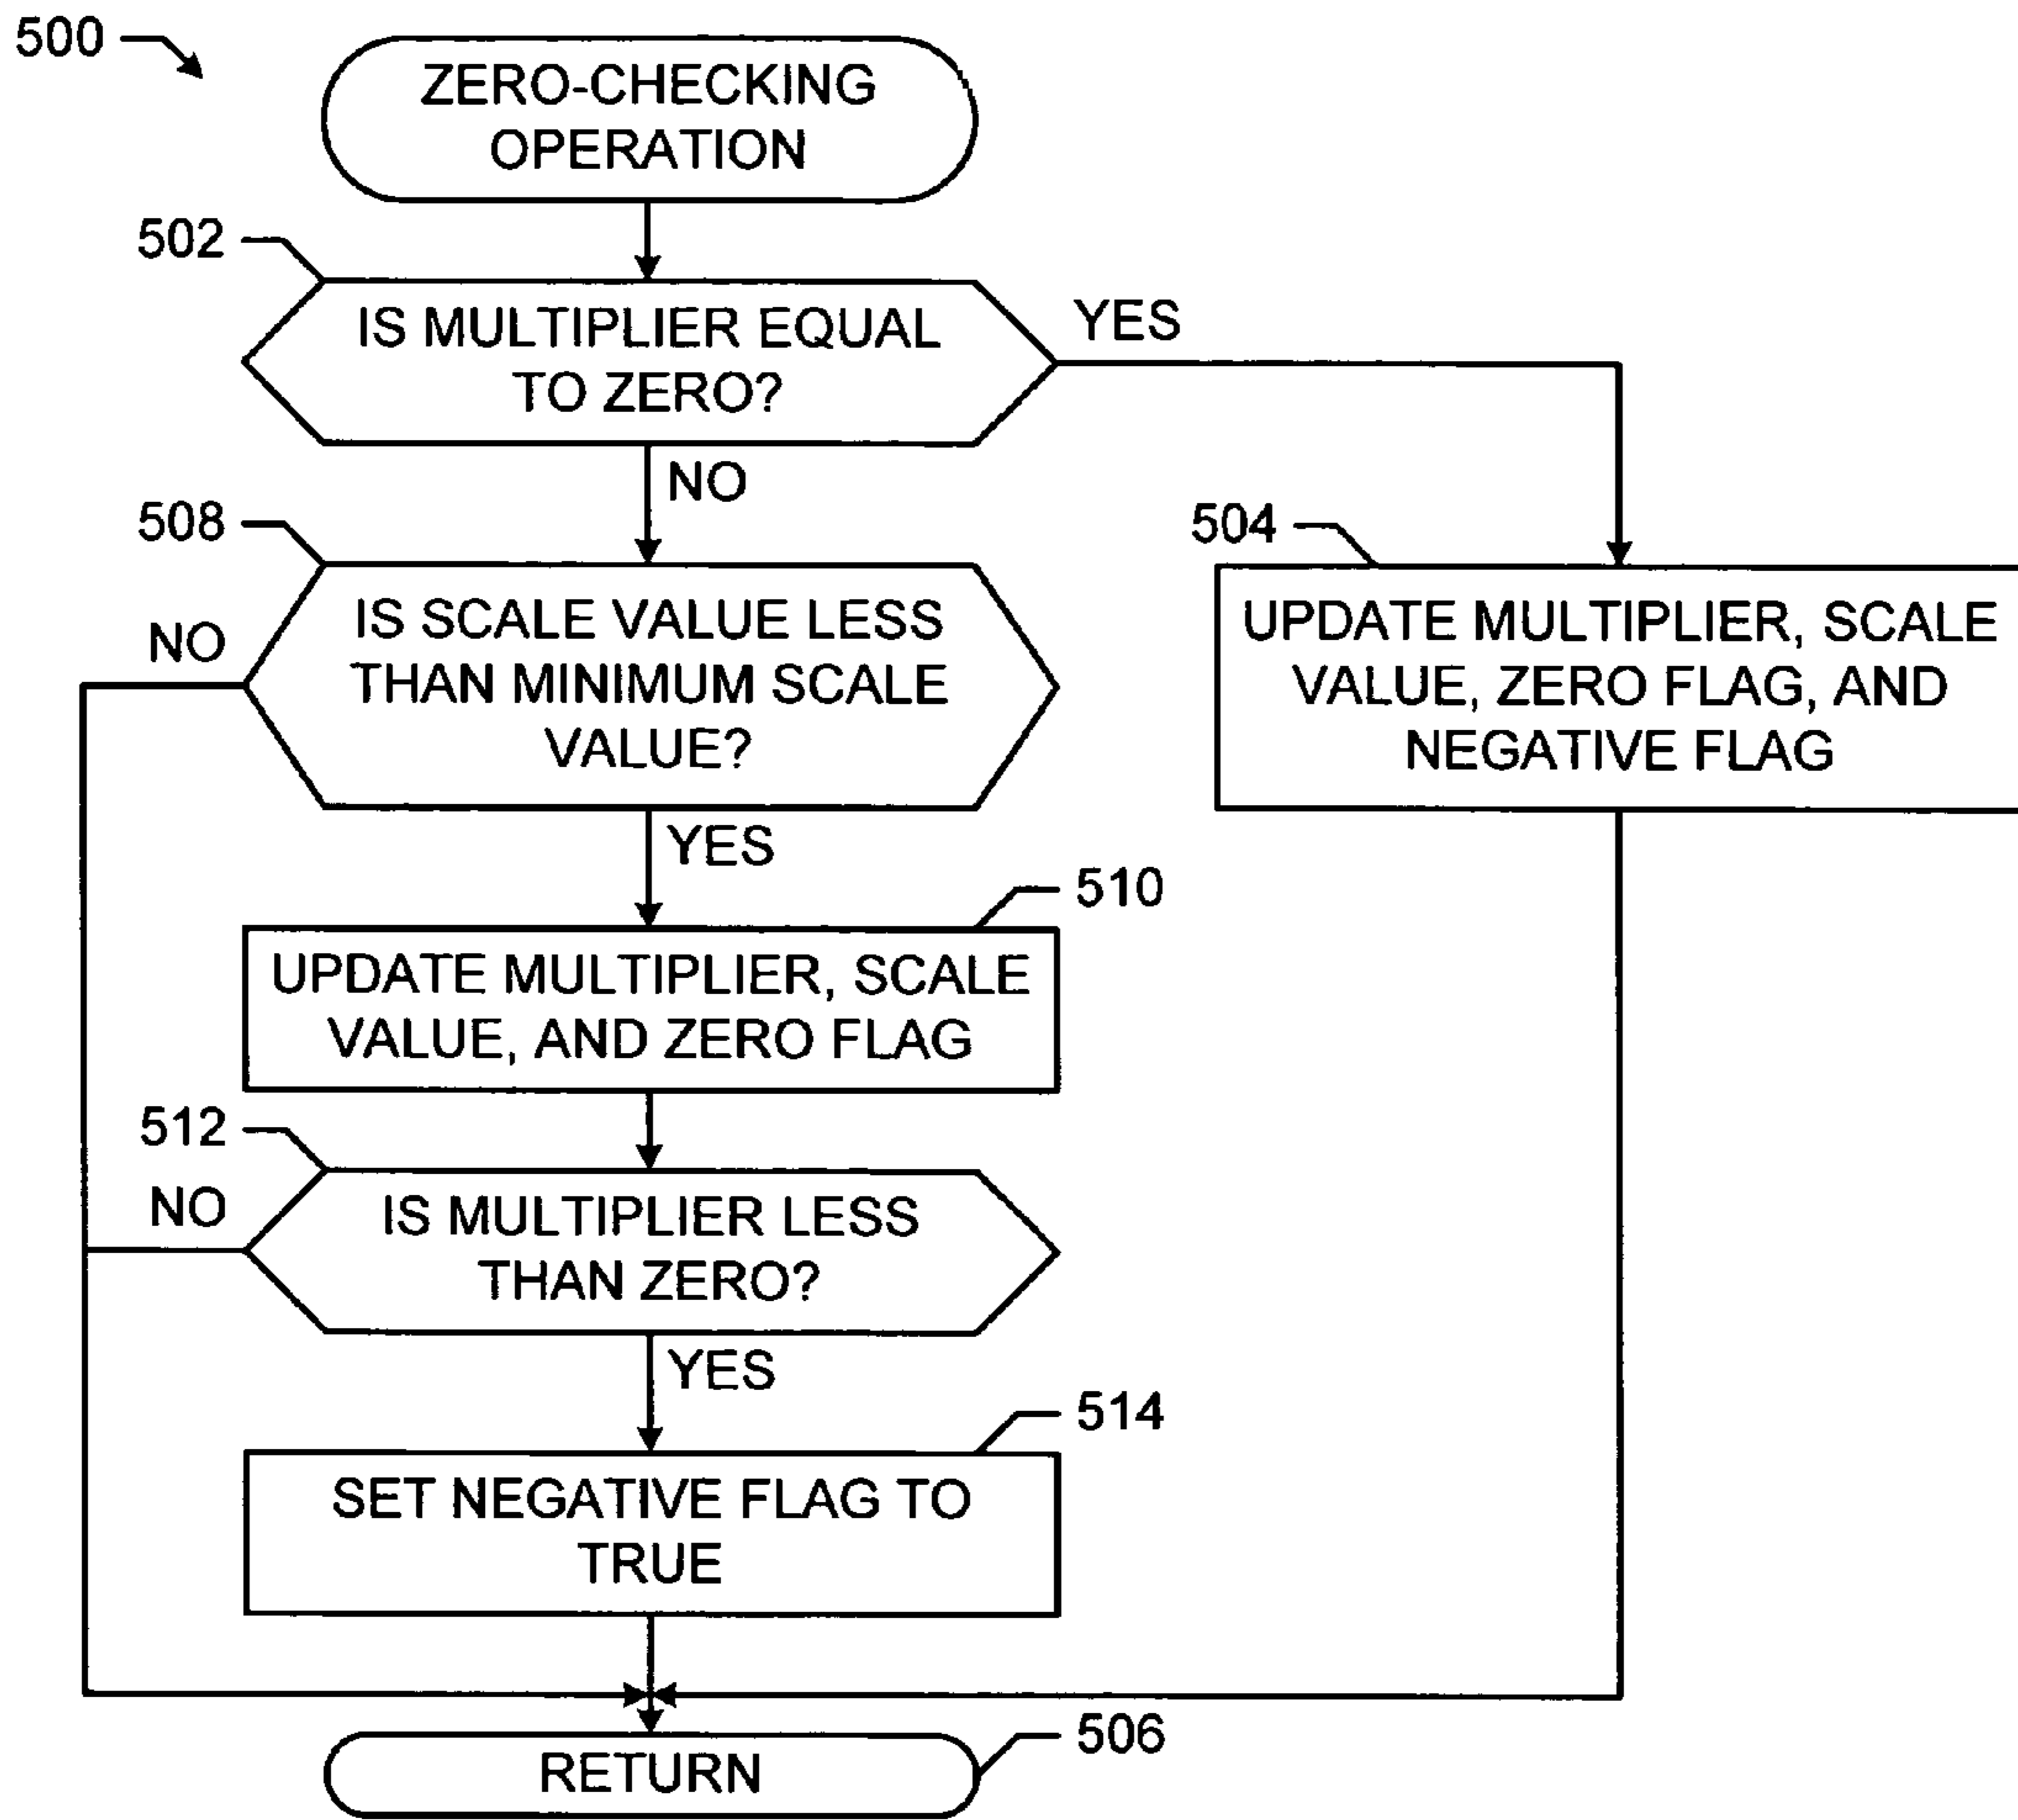 500
ZERO-CHECKING
OPERATION
502
IS MULTIPLIER EQUAL
TO ZERO?
YES
NO
508
IS SCALE VALUE LESS
THAN MINIMUM SCALE
VALUE?
NO
504
UPDATE MULTIPLIER, SCALE
VALUE, ZERO FLAG, AND
NEGATIVE FLAG
YES
510
UPDATE MULTIPLIER, SCALE
VALUE, AND ZERO FLAG
512
IS MULTIPLIER LESS
THAN ZERO?
NO
YES
514
SET NEGATIVE FLAG TO
TRUE
506
RETURN